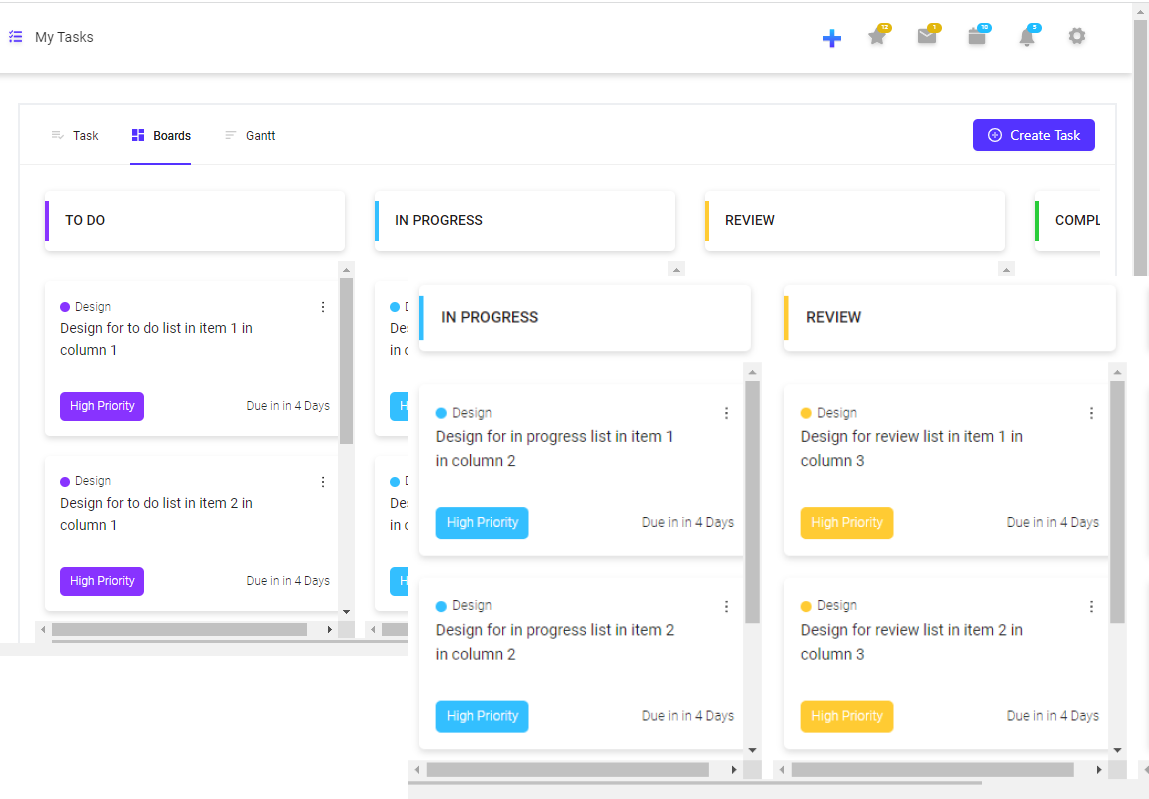 My Tasks
12
1
10
5
Task
Boards
Gantt
Create Task
TO DO
IN PROGRESS
REVIEW
COMPL
Design
Design for to do list in item 1 in
column 1
High Priority
Due in in 4 Days
Design
Design for to do list in item 2 in
column 1
High Priority
Due in in 4 Days
D
De
in c
H
D
De
in c
H
IN PROGRESS
Design
Design for in progress list in item 1
in column 2
High Priority
Due in in 4 Days
Design
Design for in progress list in item 2
in column 2
High Priority
Due in in 4 Days
REVIEW
Design
Design for review list in item 1 in
column 3
High Priority
Due in in 4 Days
Design
Design for review list in item 2 in
column 3
High Priority
Due in in 4 Days